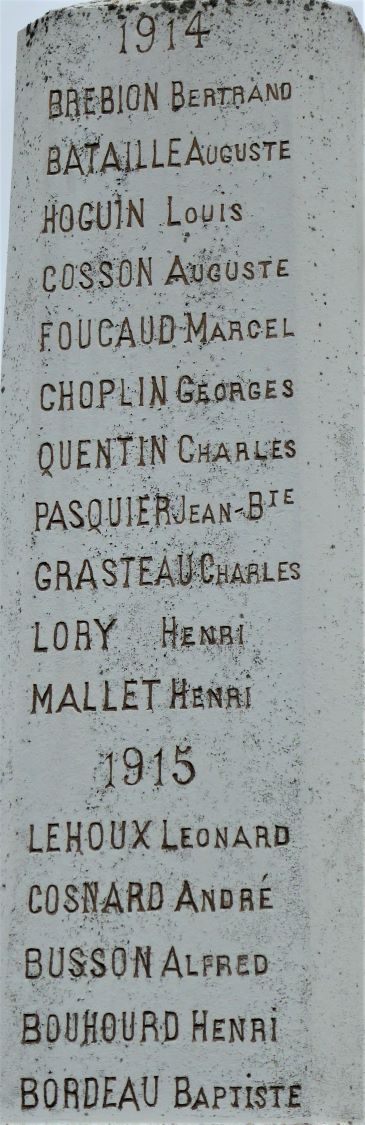 1914
BREBION BERTRAND
BATAILLE AUGUSTE
HOGUIN LOUIS
COSSON AUGUSTE
FOUCAUD MARCEL
CHOPLIN GEORGES
QUENTIN CHARLES
PASQUIER JEAN-BTIE
GRASTEAU CHARLES
LORY HENRI
MALLET HENRI
1915
LEHOUX LEONARD
COSNARD ANDRÉ
BUSSON ALFRED
BOUHOURD HENRI
BORDEAU BAPTISTE